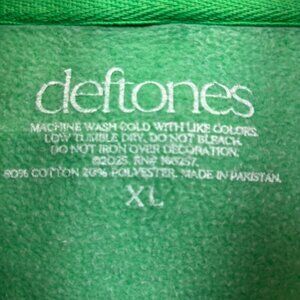 deftones
MACHINE WASH COLD WITH LIKE COLORS.
LOW TUMBLE DRY. DO NOT BLEACH.
DO NOT IRON OVER DECORATION.
©2025. RN#
80% COTTON 20% POLYESTER. MADE IN PAKISTAN.
XL